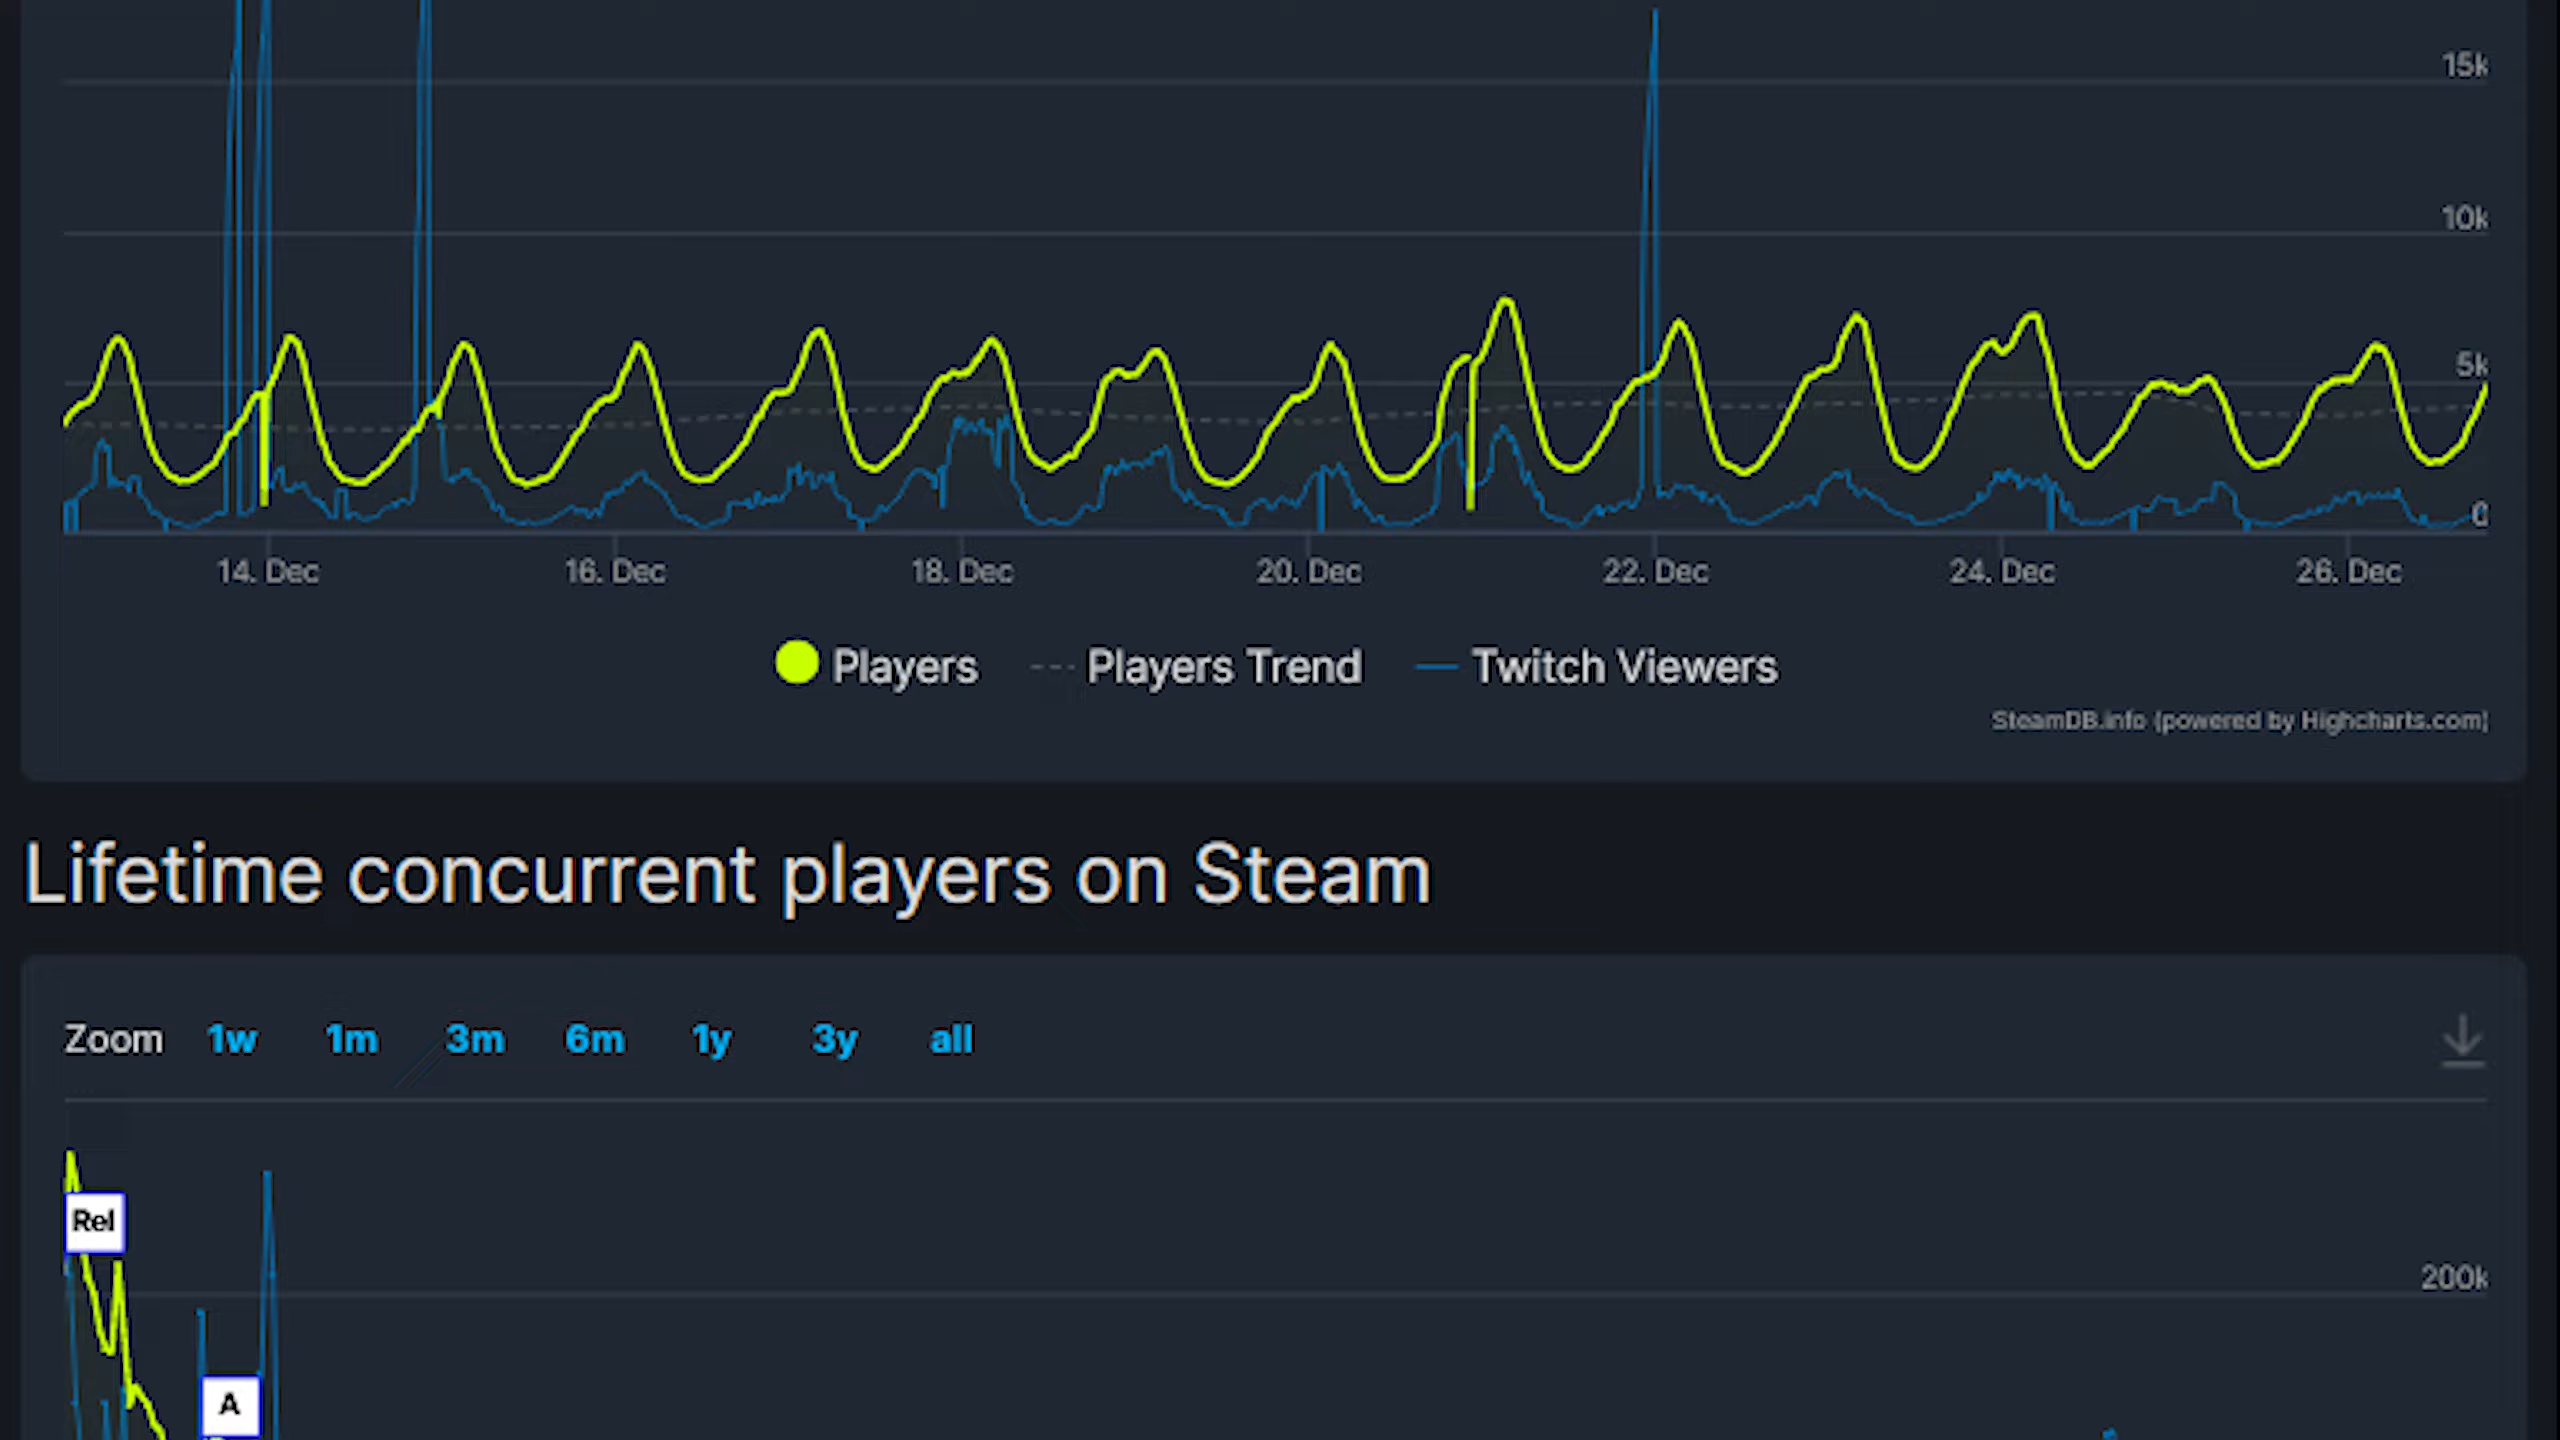 15k
10k
5k
0
14. Dec 16. Dec 18. Dec 20. Dec 22. Dec 24. Dec 26. Dec
Players Players Trend Twitch Viewers
SteamDB.info (powered by Highcharts.com)
Lifetime concurrent players on Steam
Zoom 1w 1m 3m 6m 1y 3y all
Rel
200k
A